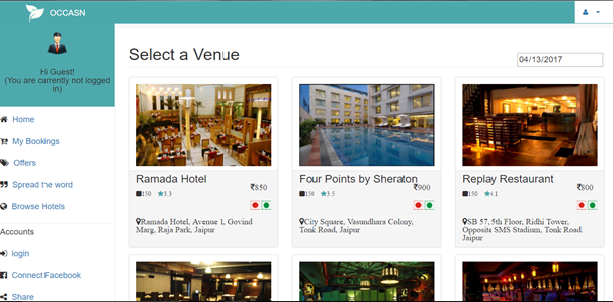 OCCASN
Hi Guest!
(You are currently not logged
in)
Home
My Bookings
Offers
Spread the word
Browse Hotels
Accounts
login
Connect Facebook
Share
Select a Venue
04/13/2017
Ramada Hotel
₹850
150 3.3
Ramada Hotel, Avenue 1, Govind
Marg, Raja Park, Jaipur
Four Points by Sheraton
₹900
150 3.5
City Square, Vasundhara Colony,
Tonk Road, Jaipur
Replay Restaurant
₹800
150 4.1
SB 57, 5th Floor, Ridhi Tower,
Opposite SMS Stadium, Tonk Road,
Jaipur